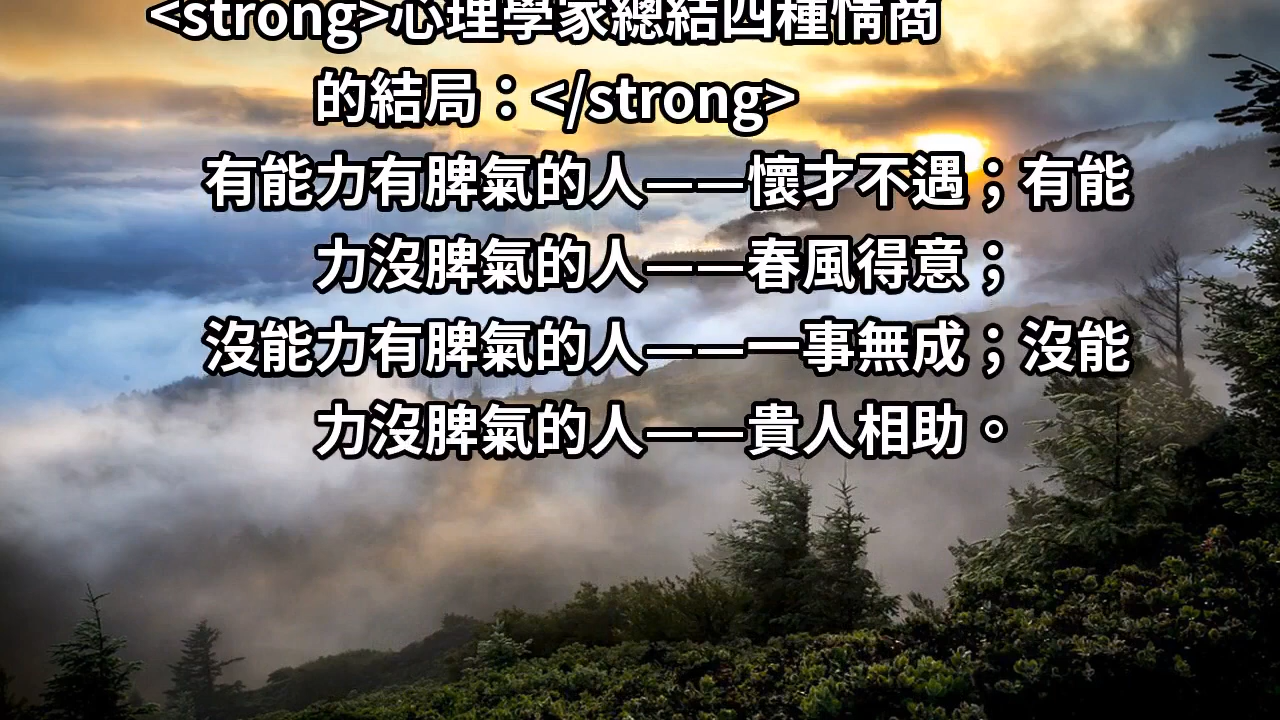 <strong>心理學家總結四種情商
的結局：</strong>
有能力有脾氣的人——懷才不遇；有能
力沒脾氣的人——春風得意；
沒能力有脾氣的人——一事無成；沒能
力沒脾氣的人——貴人相助。